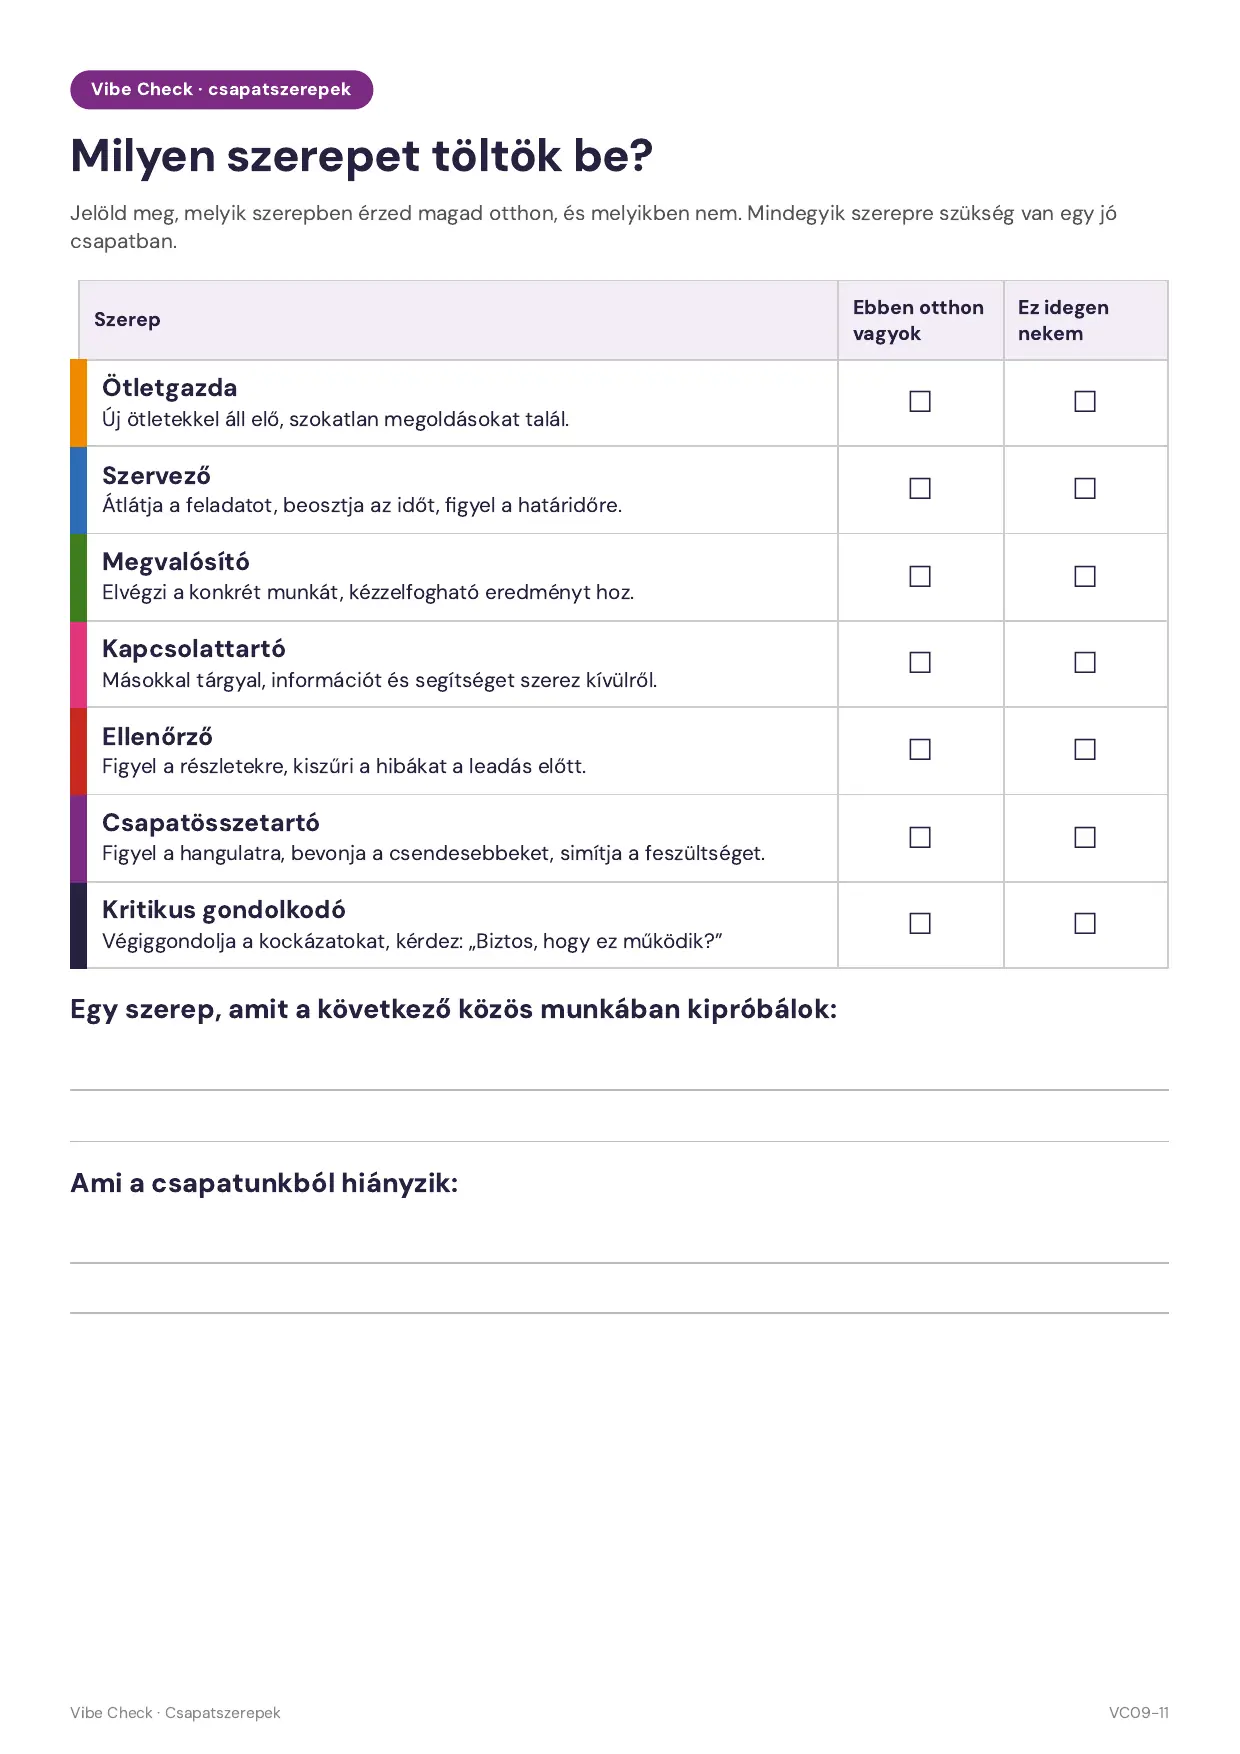 Vibe Check · csapatszerepek
Milyen szerepet töltök be?
Jelöld meg, melyik szerepben érzed magad otthon, és melyikben nem. Mindegyik szerepre szükség van egy jó
csapatban.
Szerep
Ebben otthon
vagyok
Ez idegen
nekem
Ötletgazda
Új ötletekkel áll elő, szokatlan megoldásokat talál.
☐ ☐
Szervező
Átlátja a feladatot, beosztja az időt, figyel a határidőre.
☐ ☐
Megvalósító
Elvégzi a konkrét munkát, kézzelfogható eredményt hoz.
☐ ☐
Kapcsolattartó
Másokkal tárgyal, információt és segítséget szerez kívülről.
☐ ☐
Ellenőrző
Figyel a részletekre, kiszűri a hibákat a leadás előtt.
☐ ☐
Csapatösszetartó
Figyel a hangulatra, bevonja a csendesebbeket, simítja a feszültséget.
☐ ☐
Kritikus gondolkodó
Végiggondolja a kockázatokat, kérdez: „Biztos, hogy ez működik?”
☐ ☐
Egy szerep, amit a következő közös munkában kipróbálok:
Ami a csapatunkból hiányzik:
Vibe Check · Csapatszerepek
VC09-11